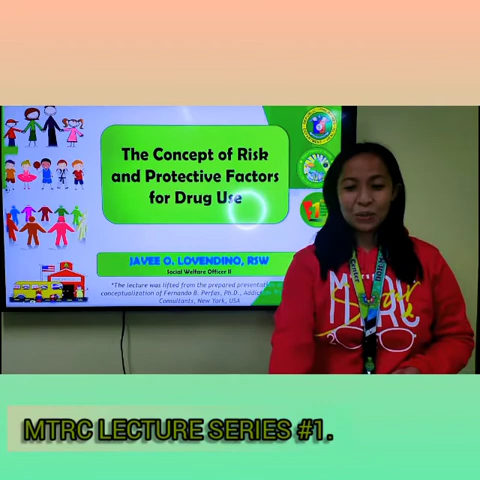 The Concept of Risk
and Protective Factors
for Drug Use
JAVEE O. LOVENDINO, RSW
Social Welfare Officer II
"The lecture was lifted from the prepared
conceptualization of Fernando B. Perfas, Ph.D.,
Consultants, New York, USA
MTRC
MTRC LECTURE SERIES #1.